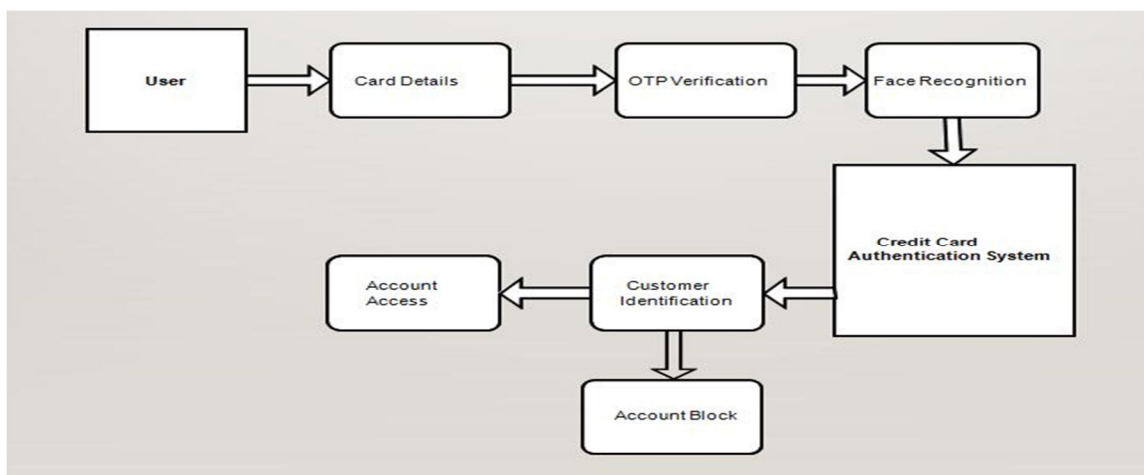 User
Card Details
OTP Verification
Face Recognition
Credit Card
Authentication System
Customer
Identification
Account
Access
Account Block